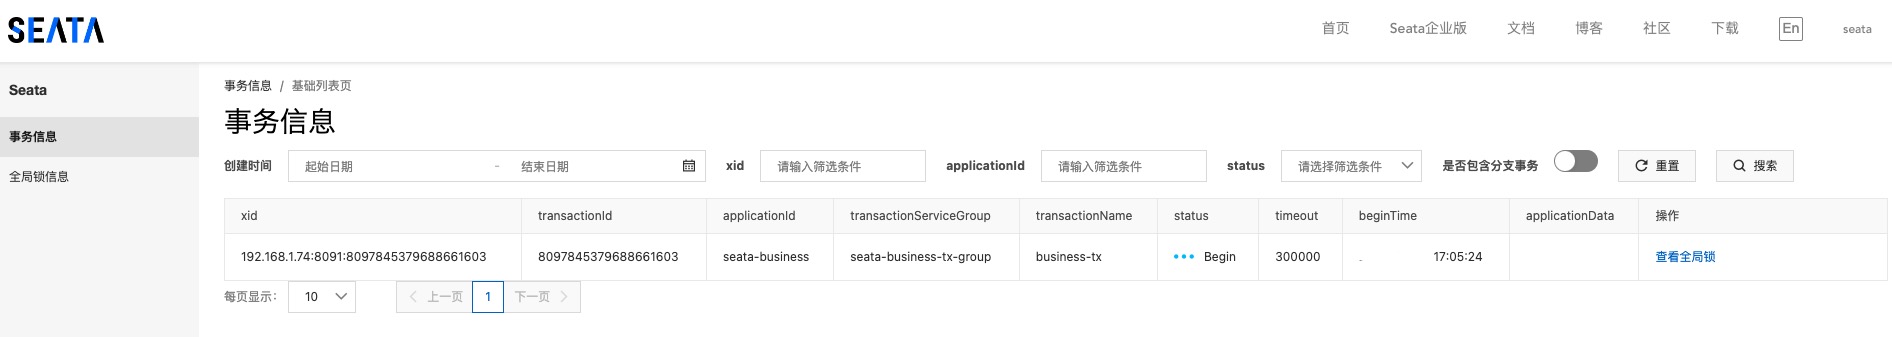 SEATA 首页 Seata企业版 文档 博客 社区 下载 En seata
Seata
事务信息
全局锁信息
事务信息 / 基础列表页
事务信息
创建时间 起始日期 - 结束日期 xid 请输入筛选条件 applicationId 请输入筛选条件 status 请选择筛选条件 是否包含分支事务 重置 搜索
xid transactionId applicationId transactionServiceGroup transactionName status timeout beginTime applicationData 操作
192.168.1.74:8091:8097845379688661603 8097845379688661603 seata-business seata-business-tx-group business-tx Begin 300000 17:05:24 查看全局锁
每页显示: 10 上一页 1 下一页